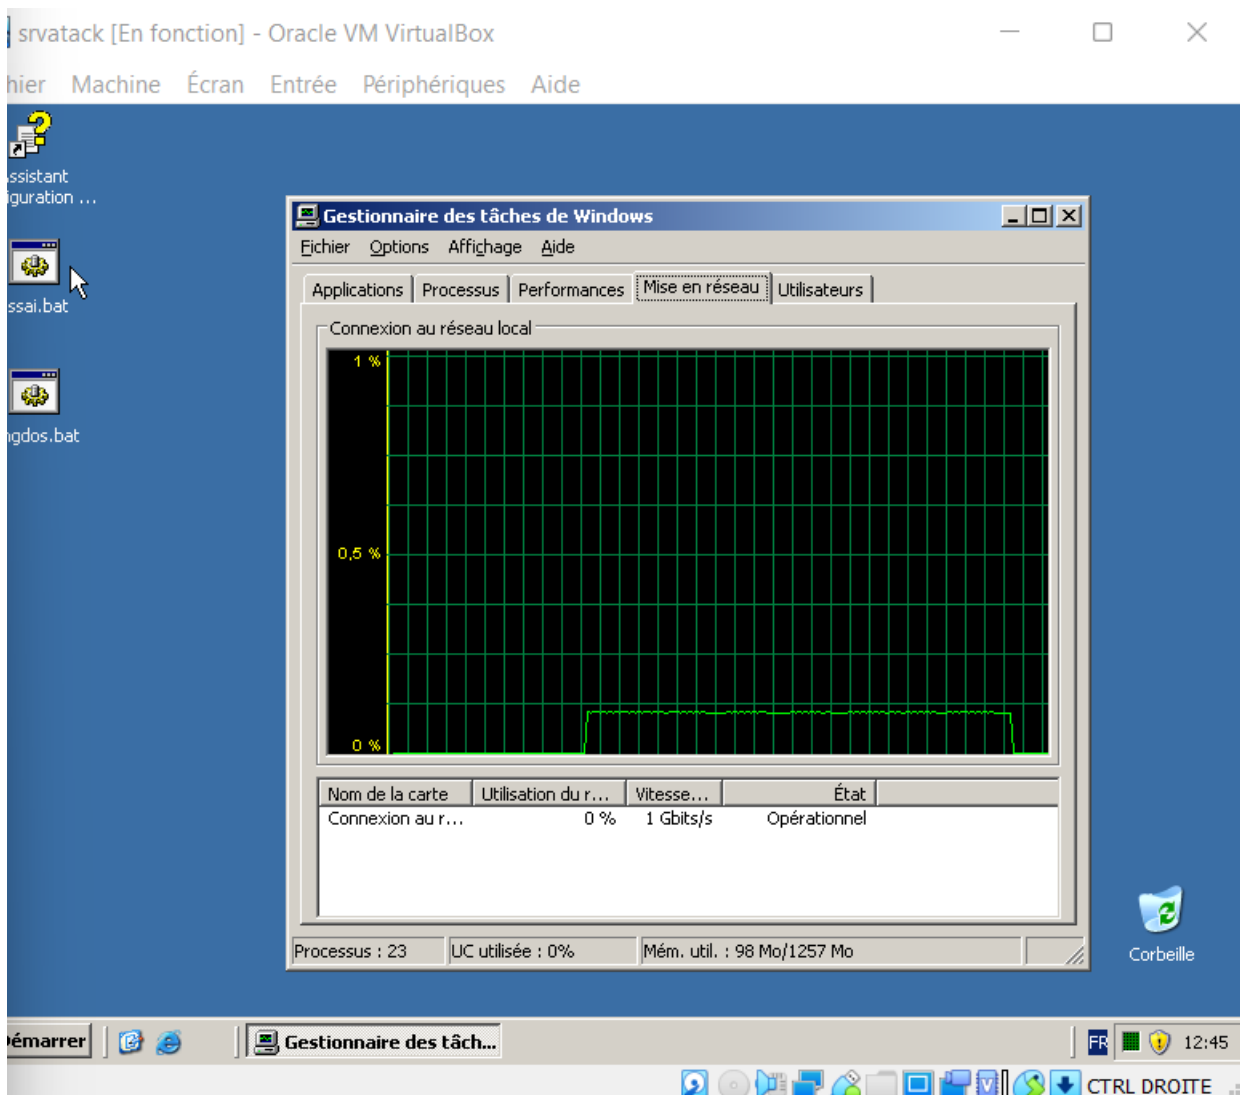 srvatack [En fonction] - Oracle VM VirtualBox
hier Machine Écran Entrée Périphériques Aide
ssistant
iguration ...
ssai.bat
ngdos.bat
Gestionnaire des tâches de Windows
Fichier Options Affichage Aide
Applications Processus Performances Mise en réseau Utilisateurs
Connexion au réseau local
1 %
0,5 %
0 %
Nom de la carte Utilisation du r... Vitesse... État
Connexion au r... 0 % 1 Gbits/s Opérationnel
Processus : 23 UC utilisée : 0% Mém. util. : 98 Mo/1257 Mo
Corbeille
émarrer Gestionnaire des tâch... FR 12:45
CTRL DROITE